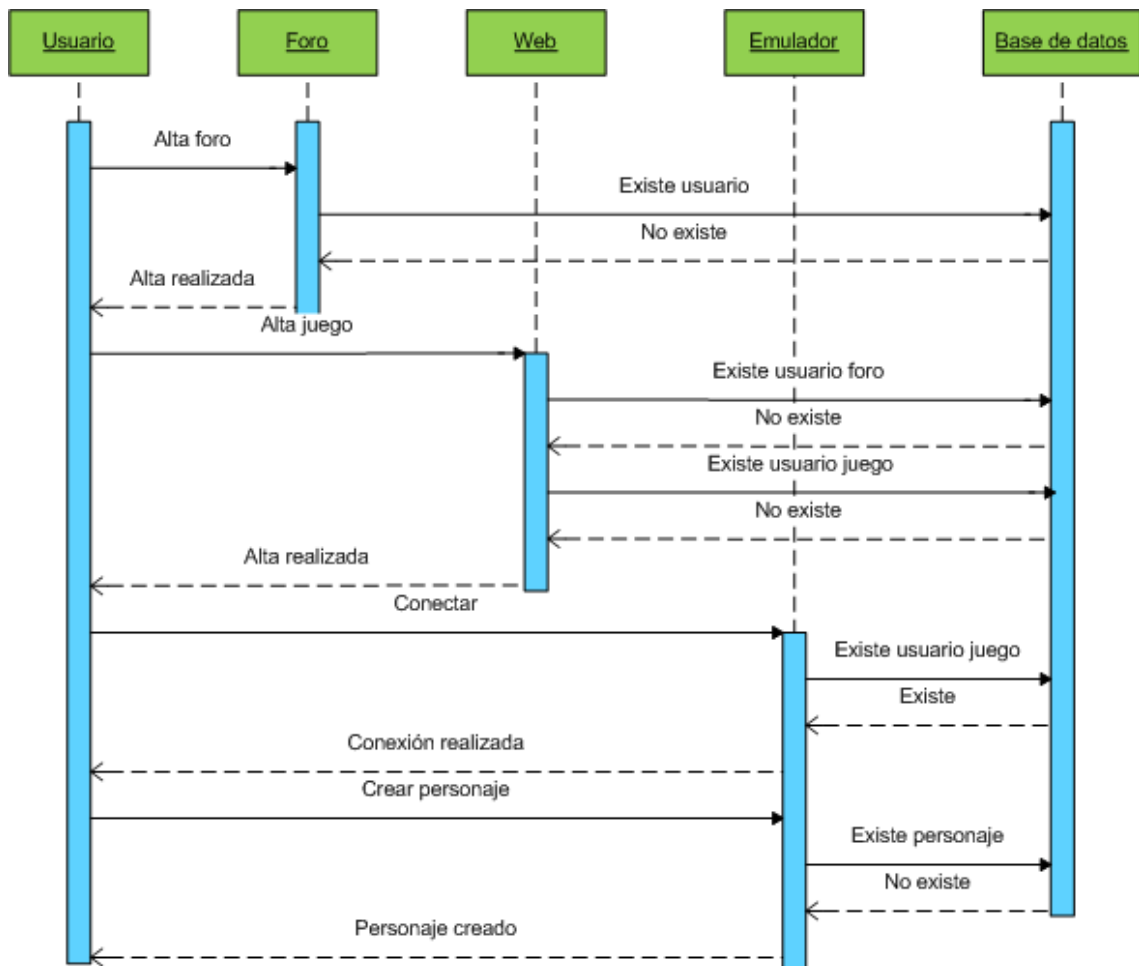 Usuario
Foro
Web
Emulador
Base de datos
Alta foro
Existe usuario
No existe
Alta realizada
Alta juego
Existe usuario foro
No existe
Existe usuario juego
No existe
Alta realizada
Conectar
Existe usuario juego
Existe
Conexión realizada
Crear personaje
Existe personaje
No existe
Personaje creado